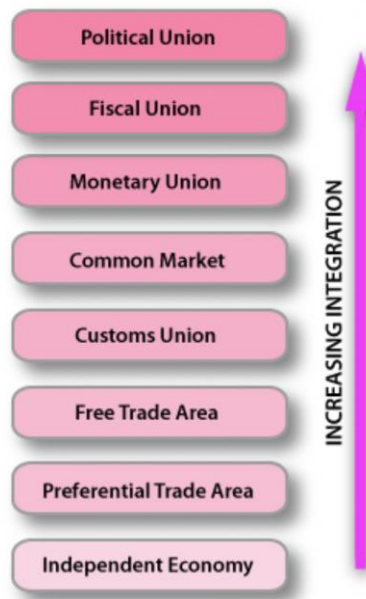 Political Union
Fiscal Union
Monetary Union
Common Market
Customs Union
Free Trade Area
Preferential Trade Area
Independent Economy
INCREASING INTEGRATION